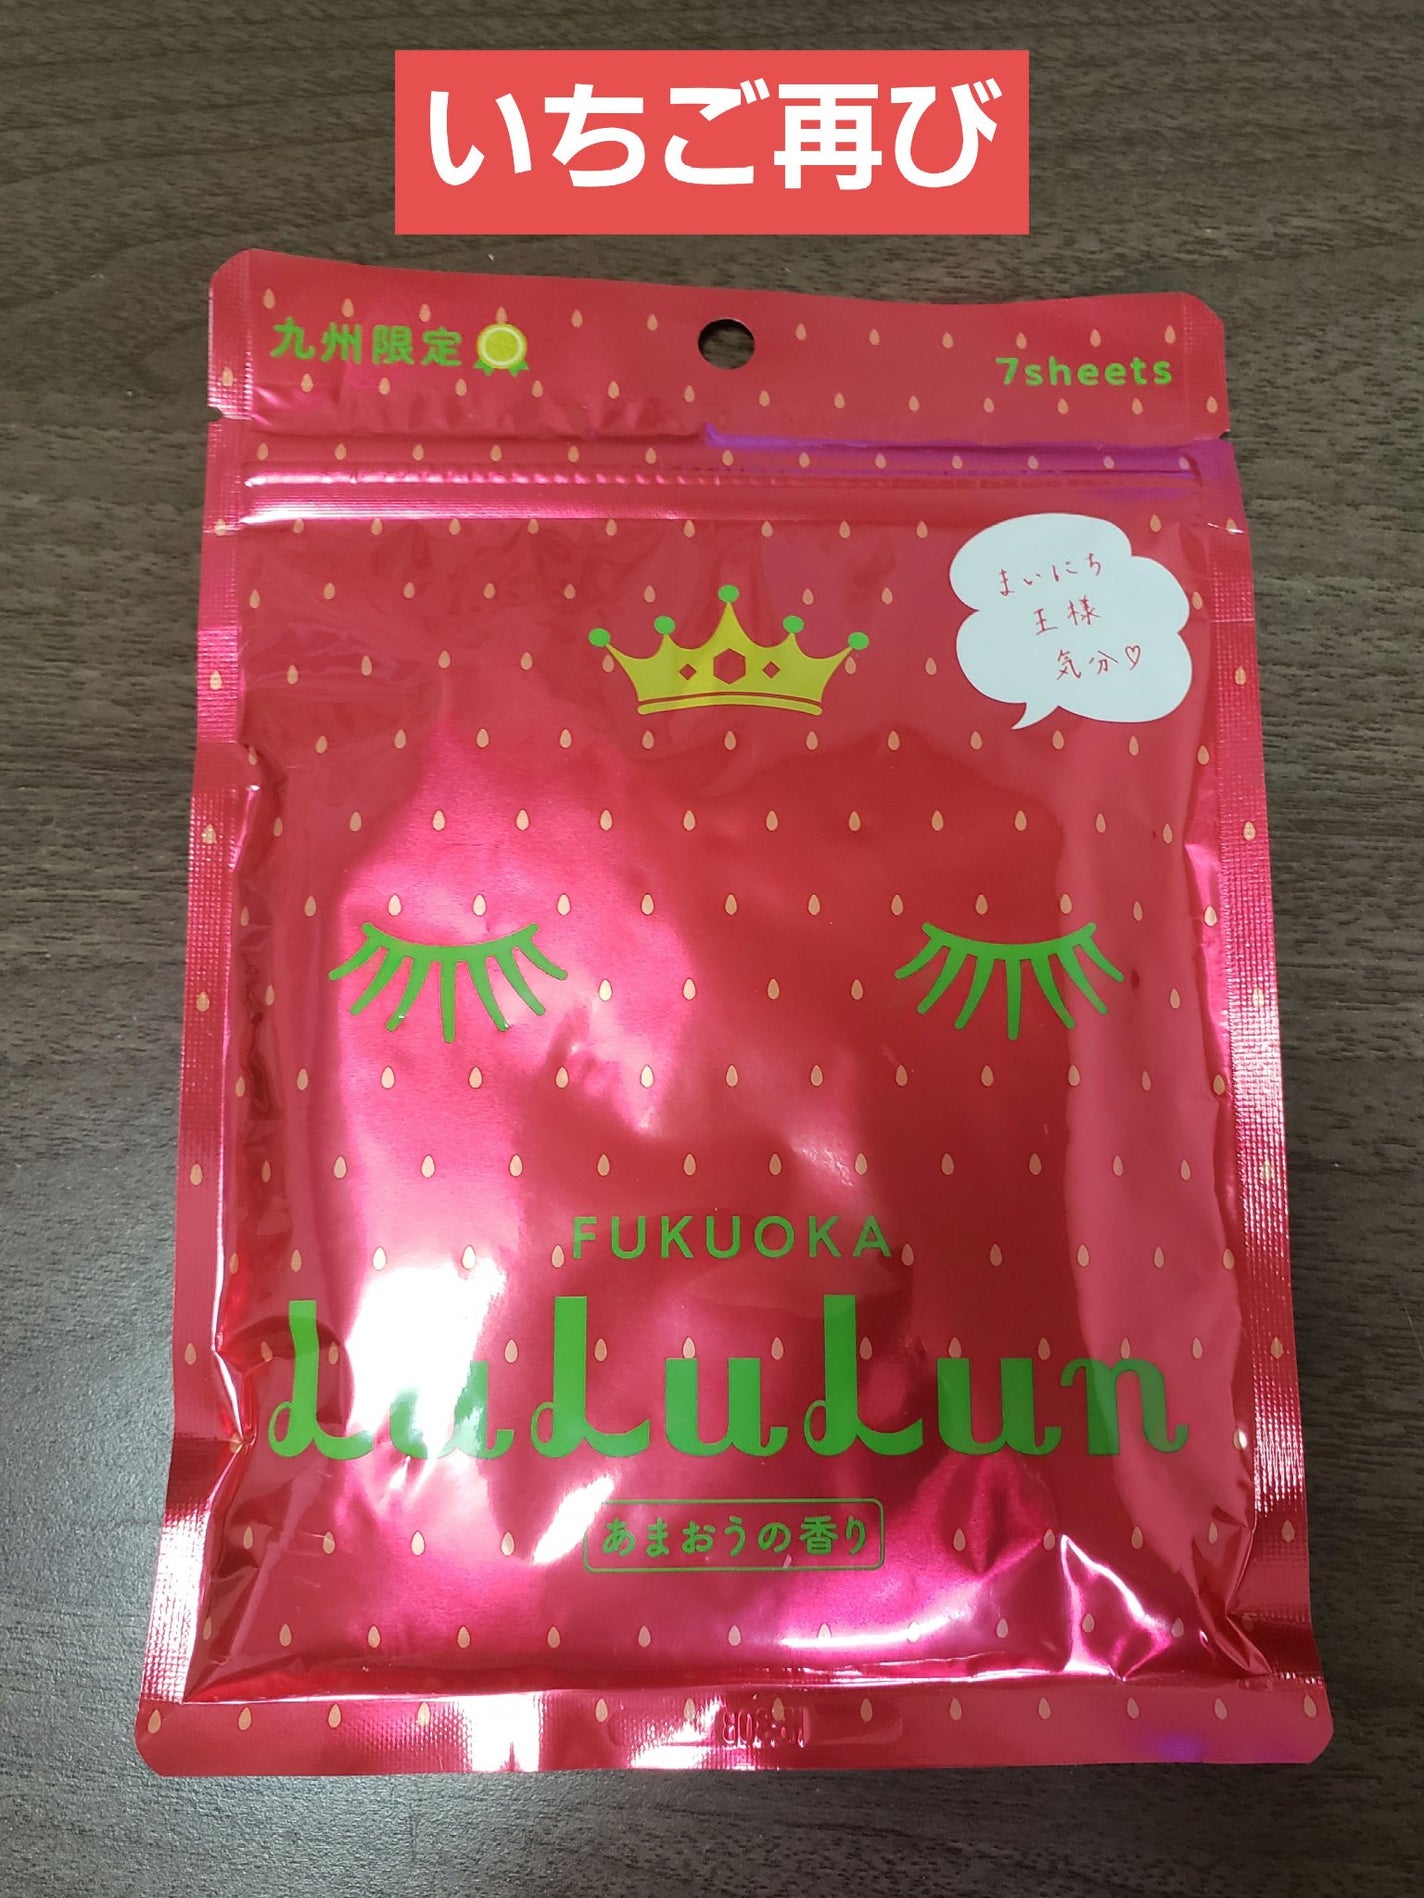 いちご再び
九州限定
7sheets
まいにち
王様
気分♡
FUKUOKA
LuLuLun
あまおうの香り